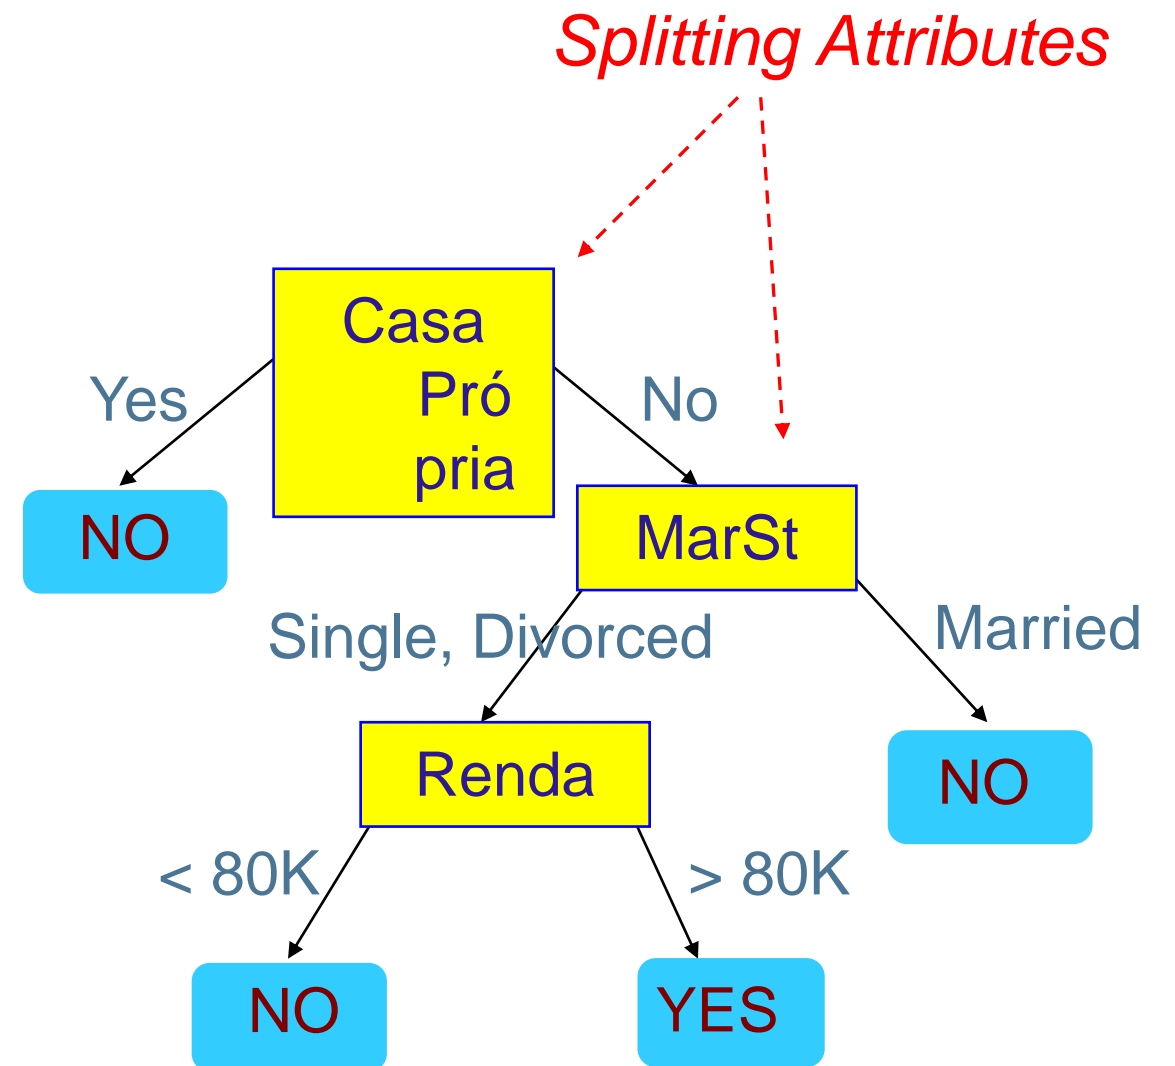 Splitting Attributes
Casa
Pró
pria
Yes
No
NO
MarSt
Single, Divorced
Married
Renda
NO
< 80K
> 80K
NO
YES